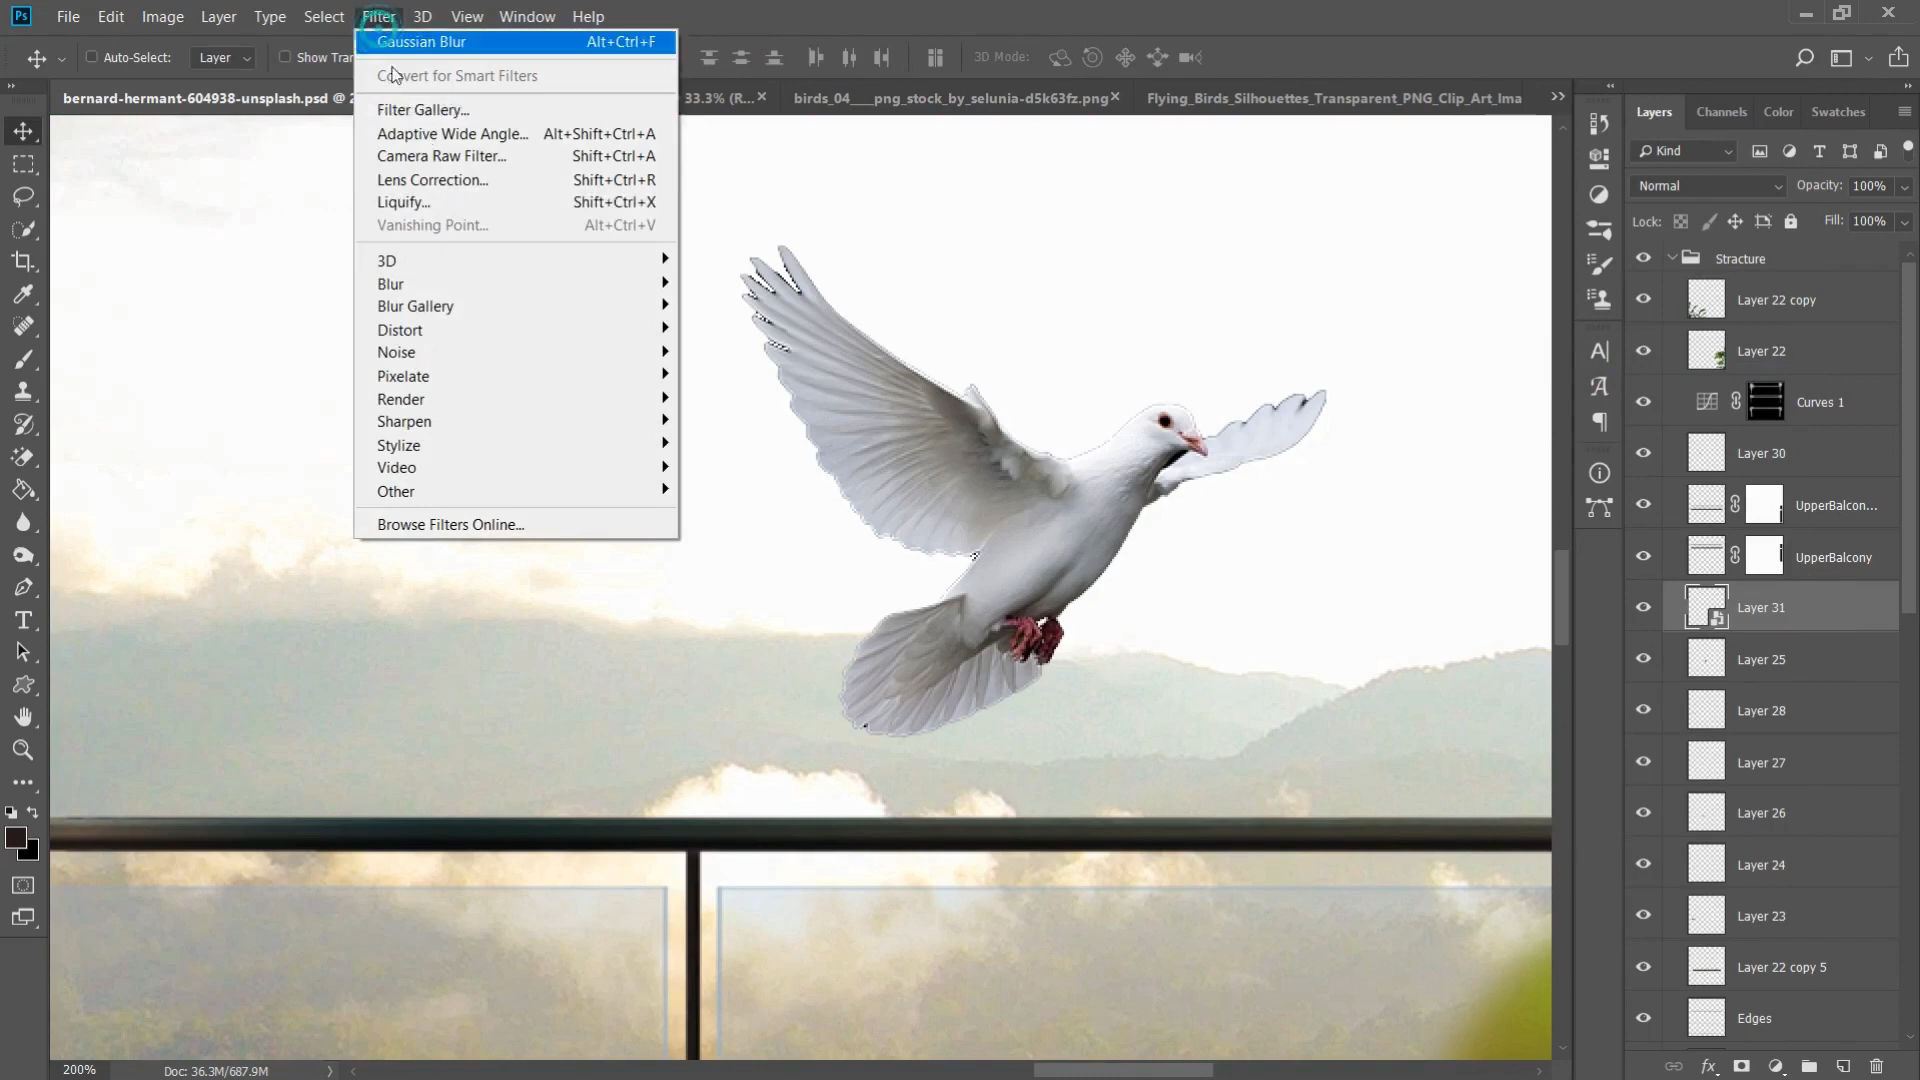 Ps File Edit Image Layer Type Select Filter 3D View Window Help
Auto-Select: Layer Show Tran 3D Mode:
bernard-hermant-604938-unsplash.psd @ 2 33.3% (R... birds_04____png_stock_by_selunia-d5k63fz.png Flying_Birds_Silhouettes_Transparent_PNG_Clip_Art_Ima
Gaussian Blur Alt+Ctrl+F
Convert for Smart Filters
Filter Gallery...
Adaptive Wide Angle... Alt+Shift+Ctrl+A
Camera Raw Filter... Shift+Ctrl+A
Lens Correction... Shift+Ctrl+R
Liquify... Shift+Ctrl+X
Vanishing Point... Alt+Ctrl+V
3D
Blur
Blur Gallery
Distort
Noise
Pixelate
Render
Sharpen
Stylize
Video
Other
Browse Filters Online...
Layers Channels Color Swatches
Kind
Normal Opacity: 100%
Lock: Fill: 100%
Stracture
Layer 22 copy
Layer 22
Curves 1
Layer 30
UpperBalcon...
UpperBalcony
Layer 31
Layer 25
Layer 28
Layer 27
Layer 26
Layer 24
Layer 23
Layer 22 copy 5
Edges
200% Doc: 36.3M/687.9M